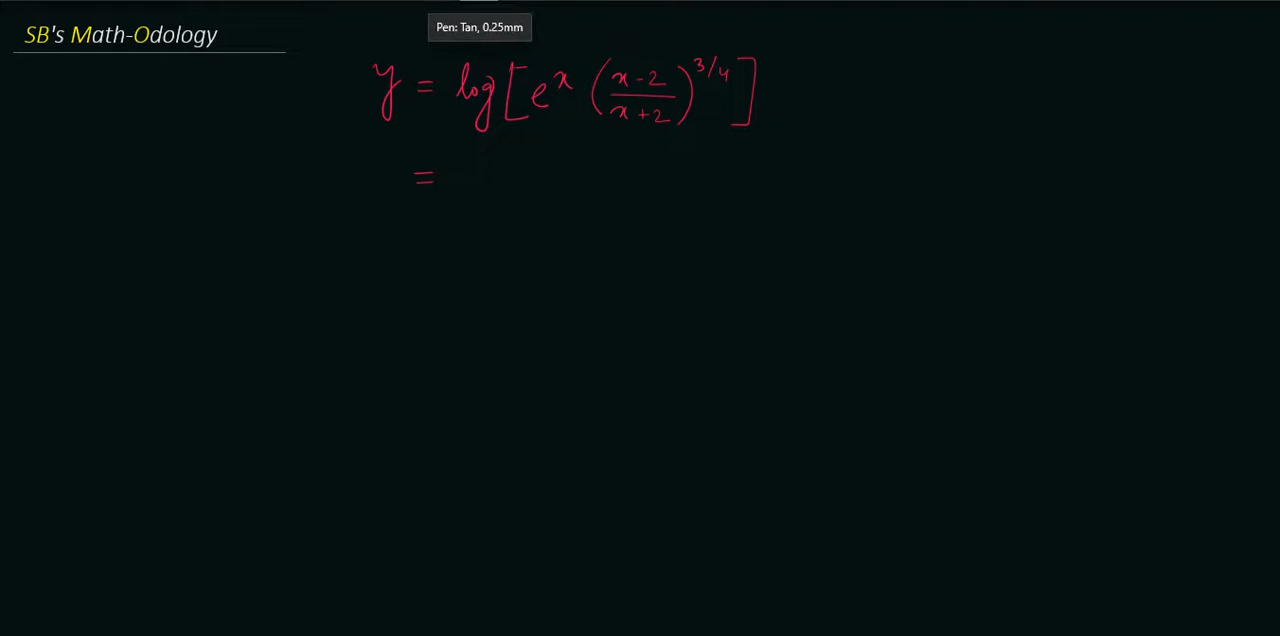 SB's Math-Odology
Pen: Tan, 0.25mm
y = log[e^x ((x-2)/(x+2))^3/4]
=